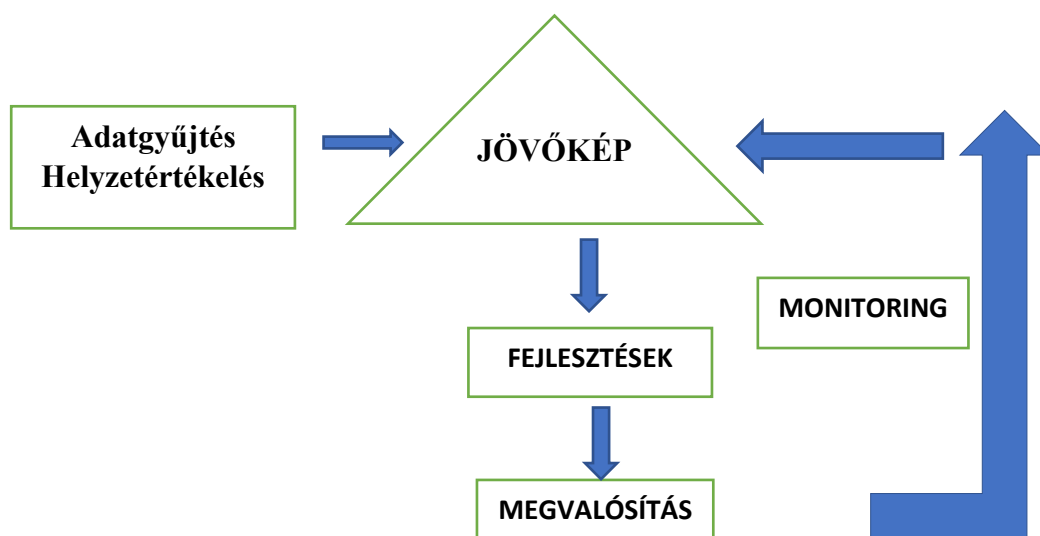 Adatgyűjtés
Helyzetértékelés
JÖVŐKÉP
MONITORING
FEJLESZTÉSEK
MEGVALÓSÍTÁS